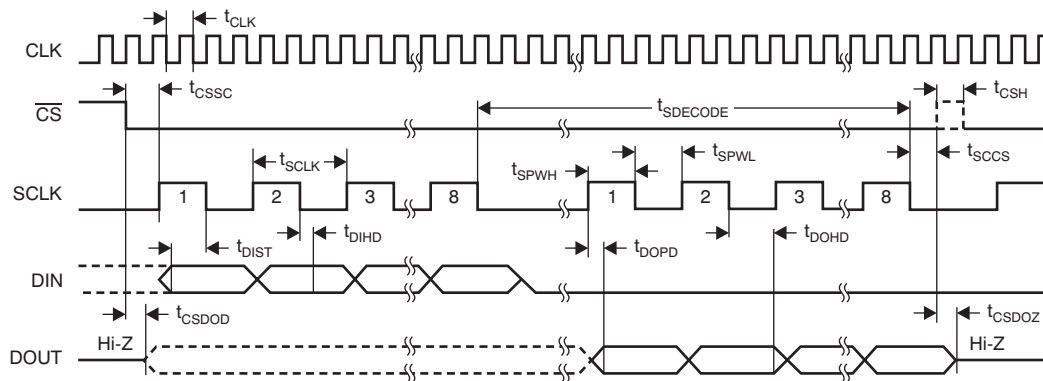 tCLK
CLK
tCSSC
tSDECODE
tCSH
CS
tSCLK
tSPWH
tSPWL
tSCCS
SCLK
1 2 3 8 1 2 3 8
tDIST
tDIHD
tDOPD
tDOHD
DIN
tCSDOD
tCSDOZ
Hi-Z
Hi-Z
DOUT